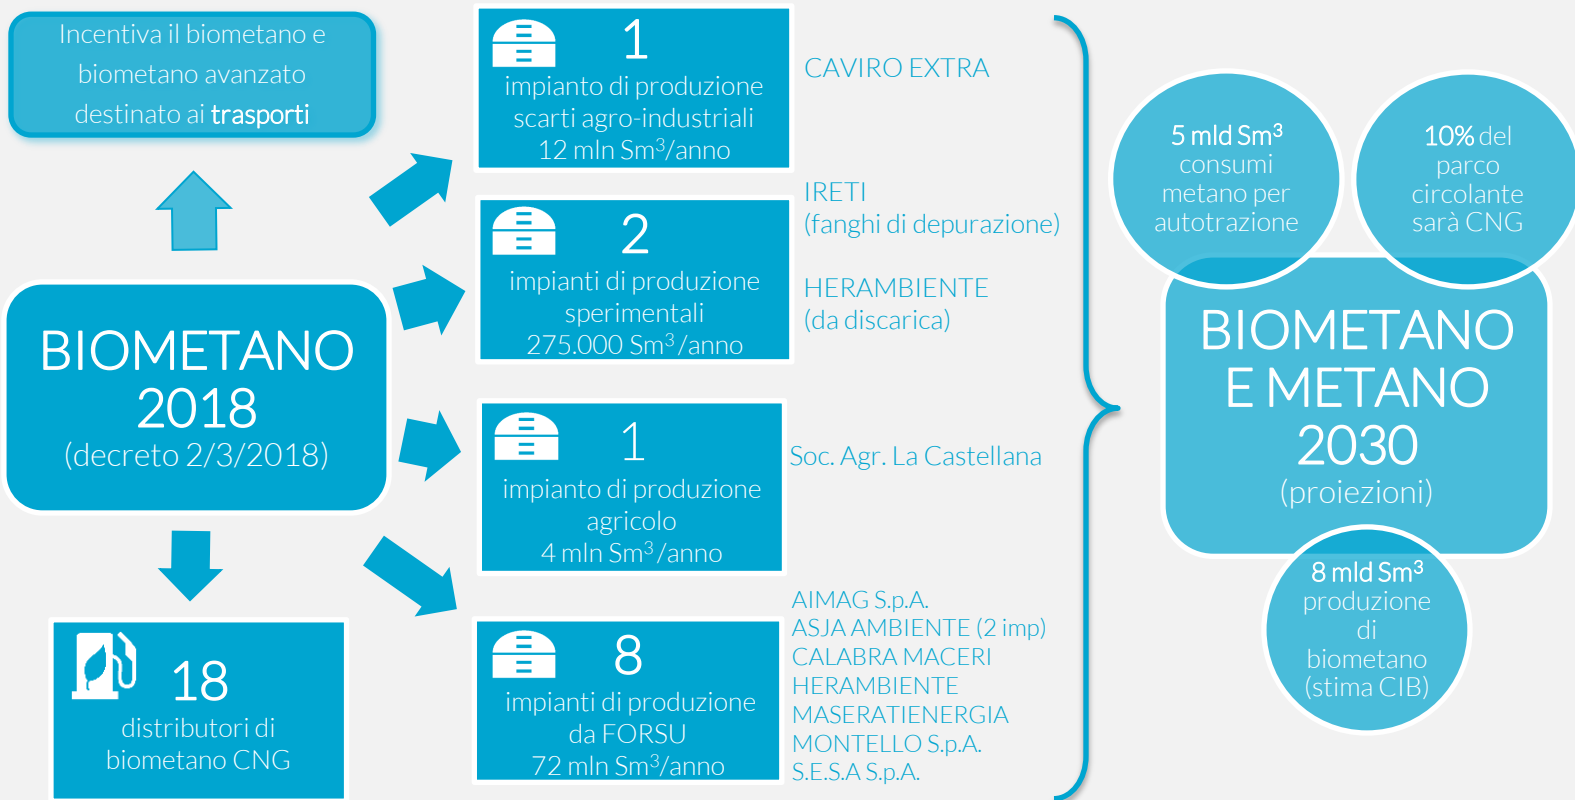 Incentiva il biometano e
biometano avanzato
destinato ai trasporti
BIOMETANO
2018
(decreto 2/3/2018)
18
distributori di
biometano CNG
1
impianto di produzione
scarti agro-industriali
12 mln Sm³/anno
CAVIRO EXTRA
2
impianti di produzione
sperimentali
275.000 Sm³/anno
IRETI
(fanghi di depurazione)
HERAMBIENTE
(da discarica)
1
impianto di produzione
agricolo
4 mln Sm³/anno
Soc. Agr. La Castellana
8
impianti di produzione
da FORSU
72 mln Sm³/anno
AIMAG S.p.A.
ASJA AMBIENTE (2 imp)
CALABRA MACERI
HERAMBIENTE
MASERATIENERGIA
MONTELLO S.p.A.
S.E.S.A S.p.A.
5 mld Sm³
consumi
metano per
autotrazione
10% del
parco
circolante
sarà CNG
BIOMETANO
E METANO
2030
(proiezioni)
8 mld Sm³
produzione
di
biometano
(stima CIB)